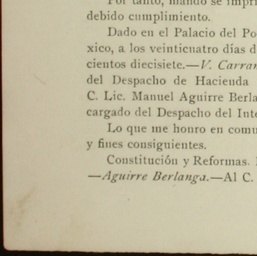 Por tanto, mando se impri
debido cumplimiento.
Dado en el Palacio del Po
xico, a los veinticuatro días d
cientos diecisiete.—V. Carran
del Despacho de Hacienda
C. Lic. Manuel Aguirre Berla
cargado del Despacho del Inte
Lo que me honro en comu
y fines consiguientes.
Constitución y Reformas.
—Aguirre Berlanga.—Al C.